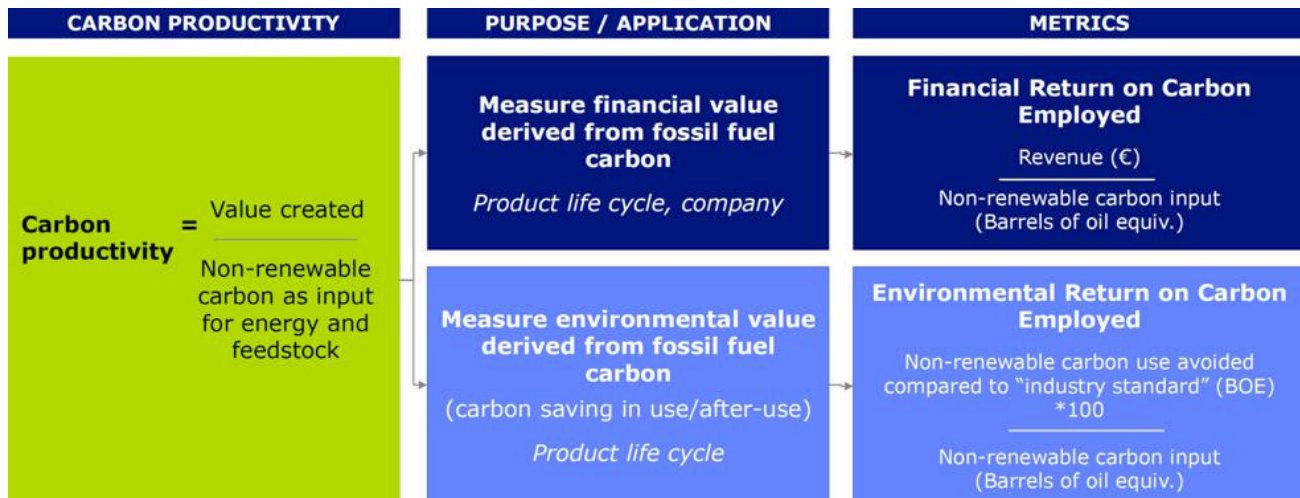 CARBON PRODUCTIVITY
PURPOSE / APPLICATION
METRICS
Carbon
productivity
=
Value created
Non-renewable
carbon as input
for energy and
feedstock
Measure financial value
derived from fossil fuel
carbon
Product life cycle, company
Financial Return on Carbon
Employed
Revenue (€)
Non-renewable carbon input
(Barrels of oil equiv.)
Measure environmental value
derived from fossil fuel
carbon
(carbon saving in use/after-use)
Product life cycle
Environmental Return on Carbon
Employed
Non-renewable carbon use avoided
compared to “industry standard” (BOE)
*100
Non-renewable carbon input
(Barrels of oil equiv.)